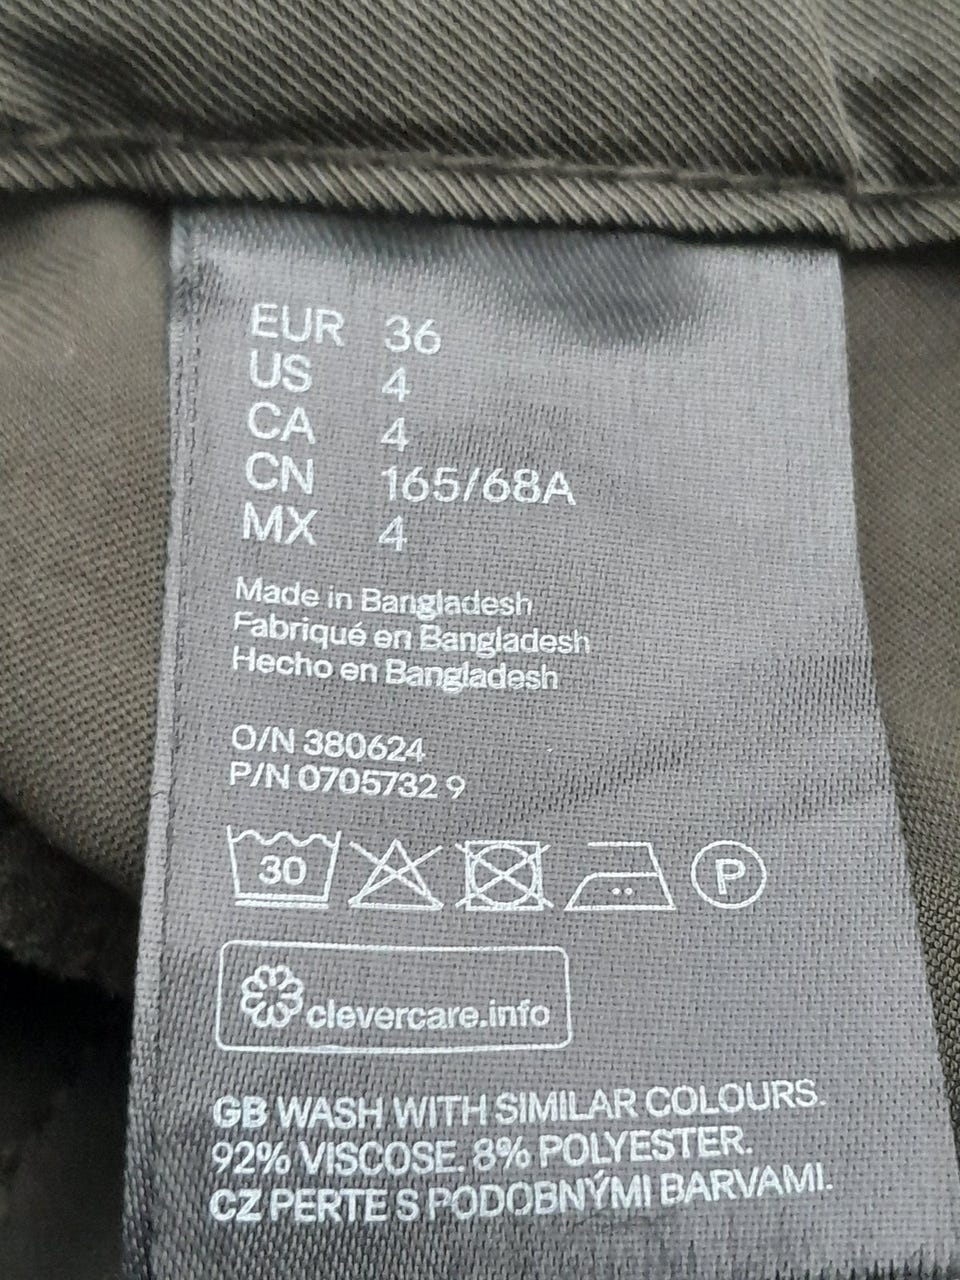 EUR 36
US 4
CA 4
CN 165/68A
MX 4
Made in Bangladesh
Fabriqué en Bangladesh
Hecho en Bangladesh
O/N 380624
P/N 0705732 9
30 P
clevercare.info
GB WASH WITH SIMILAR COLOURS.
92% VISCOSE. 8% POLYESTER.
CZ PERTE S PODOBNÝMI BARVAMI.